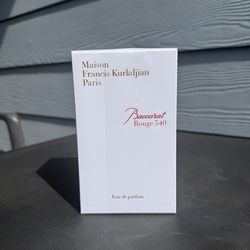 Maison
Francis Kurkdjian
Paris
Baccarat
Rouge 540
Eau de parfum